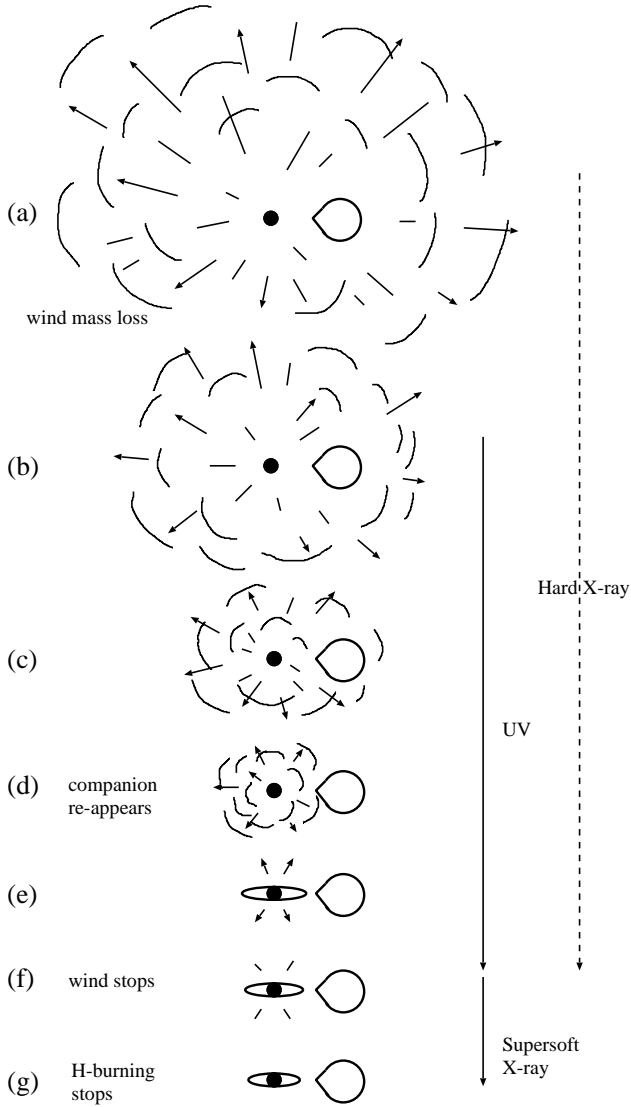 (a)
wind mass loss
(b)
Hard X-ray
(c)
UV
(d)
companion
re-appears
(e)
(f)
wind stops
Supersoft
X-ray
(g)
H-burning
stops